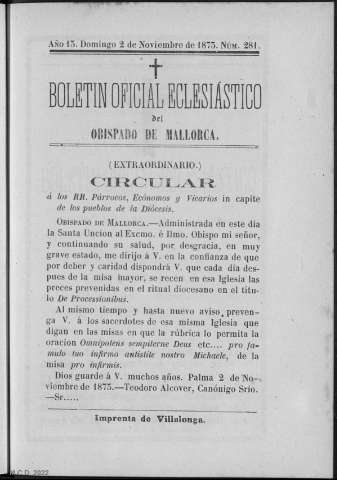 Año 13. Domingo 2 de Noviembre de 1873. NÚM. 281.
BOLETIN OFICIAL ECLESIÁSTICO
del
OBISPADO DE MALLORCA.
(EXTRAORDINARIO.)
CIRCULAR
á los RR. Párrocos, Ecónomos y Vicarios in capite
de los pueblos de la Diócesis.
OBISPADO DE MALLORCA.—Administrada en este dia
la Santa Uncion al Excmo. é Ilmo. Obispo mi señor,
y continuando su salud, por desgracia, en muy
grave estado, me dirijo á V. en la confianza de que
por deber y caridad dispondrá V. que cada dia des-
pues de la misa mayor, se recen en esa Iglesia las
preces prevenidas en el ritual diocesano en el títu-
lo De Processionibus.
Al mismo tiempo y hasta nuevo aviso preven-
ga V. á los sacerdotes de esa misma Iglesia que
digan en las misas en que la rúbrica lo permita la
oracion Omnipotens sempiterne Deus etc.... pro fa-
mulo tuo infirmo antistite nostro Michaele, de la
misa pro infirmis.
Dios guarde á V. muchos años. Palma 2 de No-
viembre de 1873.—Teodoro Alcover, Canónigo Srio.
—Sr.....
Imprenta de Villalonga.
M.C.D. 2022